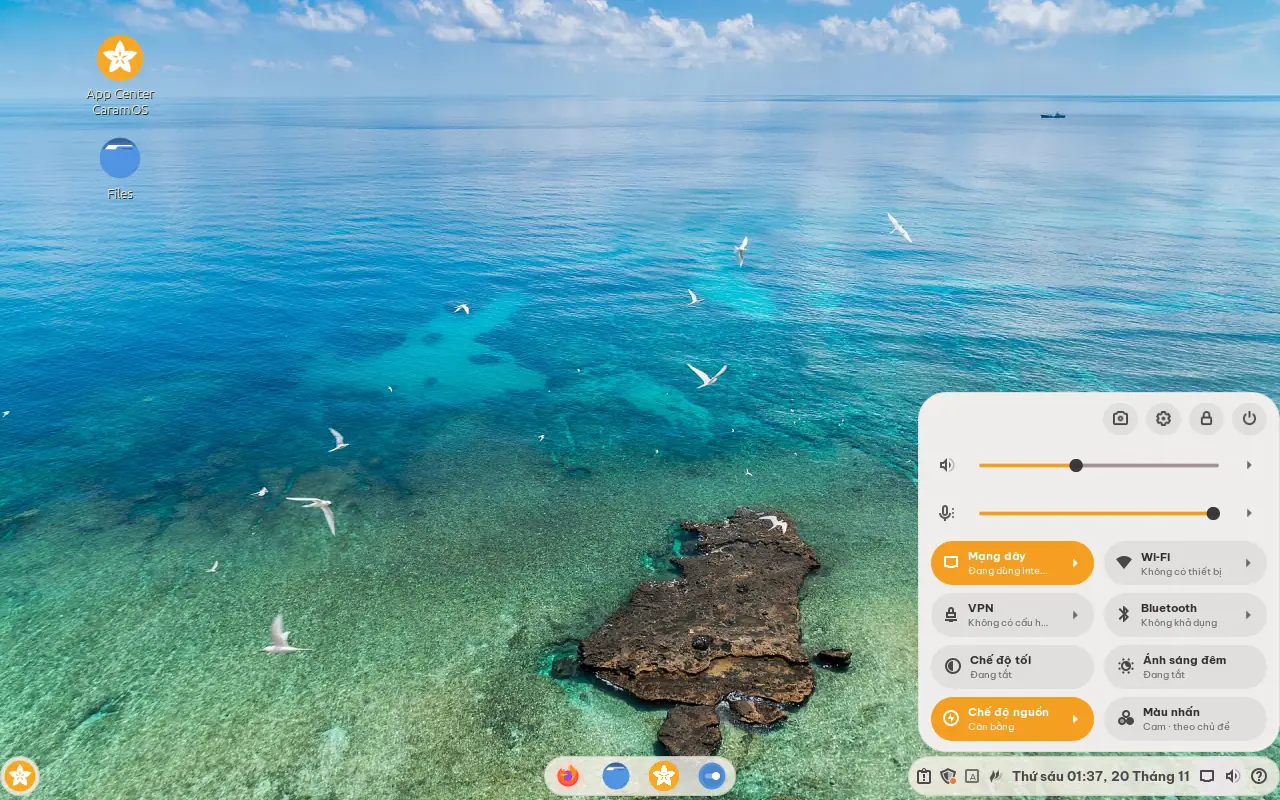 App Center
CaramOS
Files
Mạng dây
Đang dùng Inte...
Wi-Fi
Không có thiết bị
VPN
Không có cấu h...
Bluetooth
Không khả dụng
Chế độ tối
Đang tắt
Ánh sáng đêm
Đang tắt
Chế độ nguồn
Cân bằng
Màu nhấn
Cam · theo chủ đề
A
Thứ sáu 01:37, 20 Tháng 11